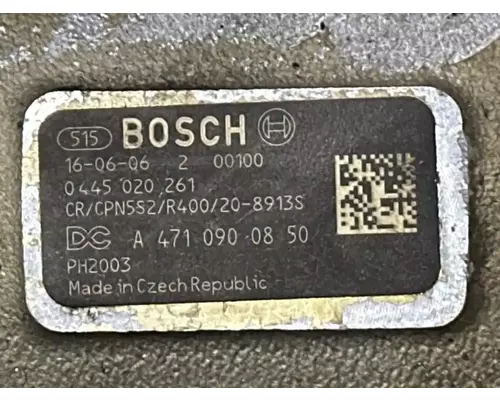 515 BOSCH
16-06-06 2 00100
0 445 020 261
CR/CPN5S2/R400/20-8913S
DC A 471 090 08 50
PH2003
Made in Czech Republic